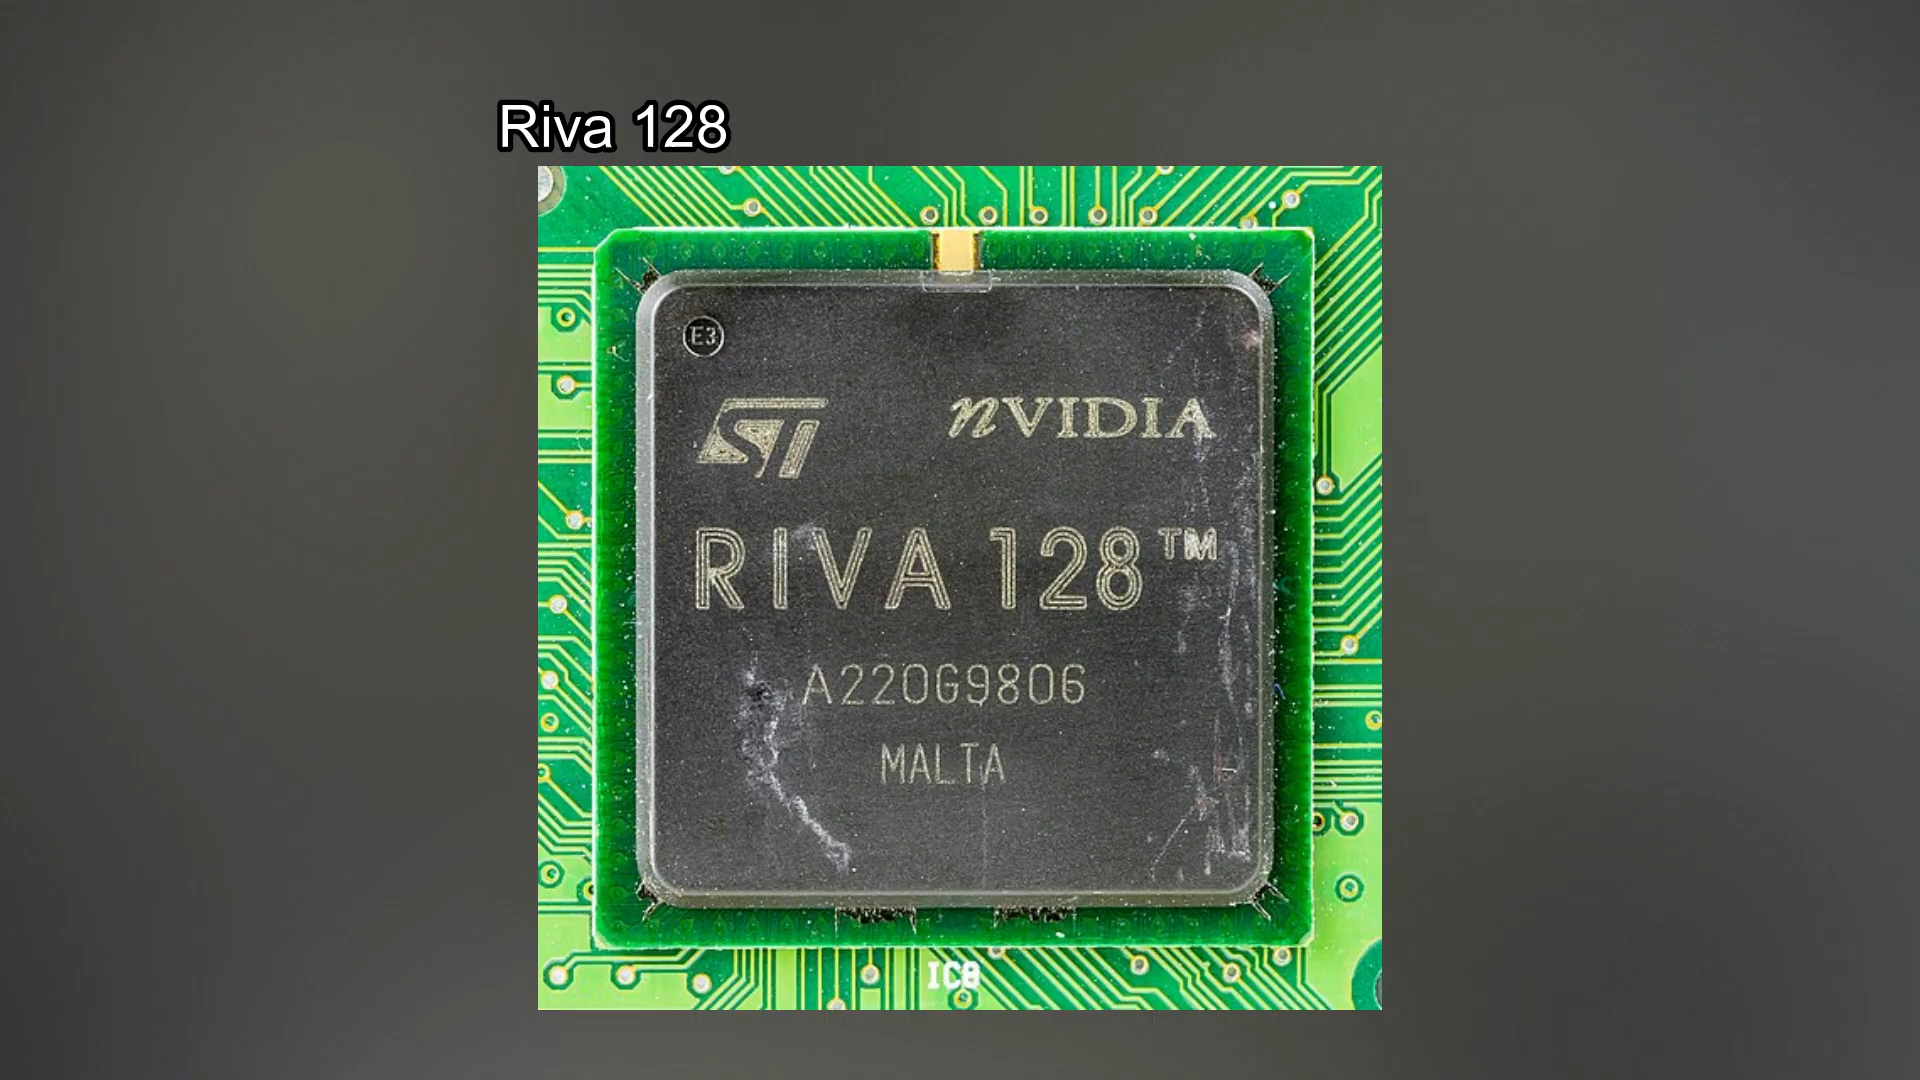 Riva 128
E3
ST nVIDIA
RIVA 128™
A220G9806
MALTA
IC8